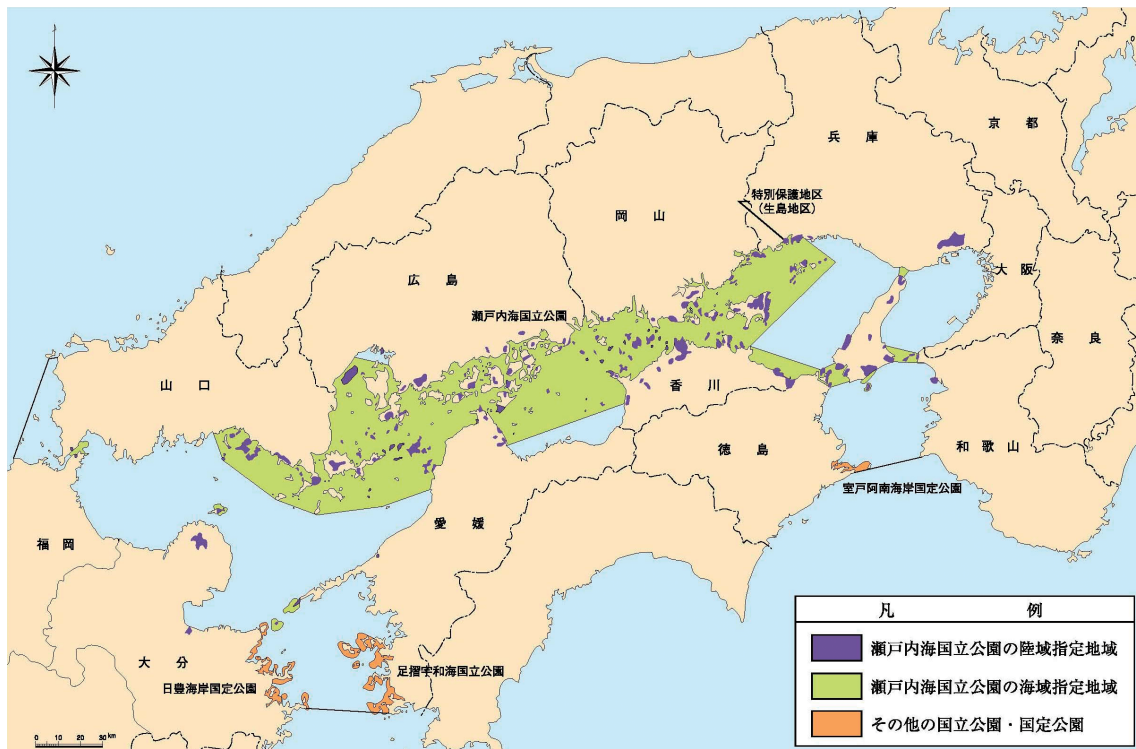 京都
兵庫
特別保護地区
（生島地区）
岡山
大阪
広島
瀬戸内海国立公園
奈良
山口
香川
和歌山
徳島
室戸阿南海岸国定公園
愛媛
福岡
大分
足摺宇和海国立公園
日豊海岸国定公園
凡例
瀬戸内海国立公園の陸域指定地域
瀬戸内海国立公園の海域指定地域
その他の国立公園・国定公園
0 10 20 30 km